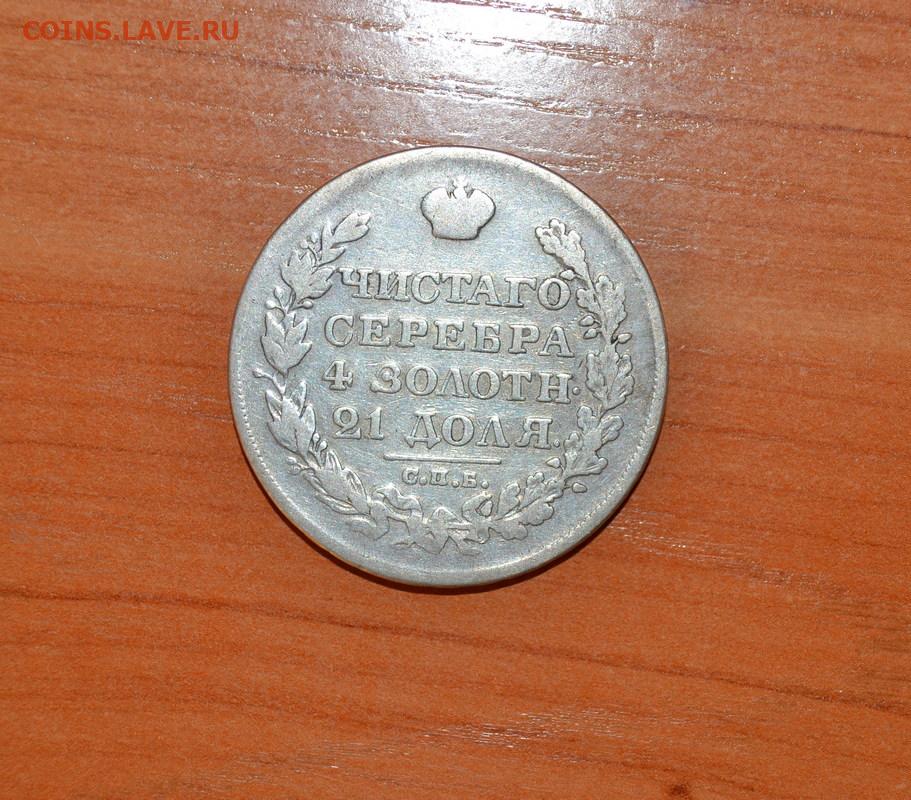 COINS.LAVE.RU
ЧИСТАГО
СЕРЕБРА
4 ЗОЛОТН.
21 ДОЛЯ.
С.П.Б.